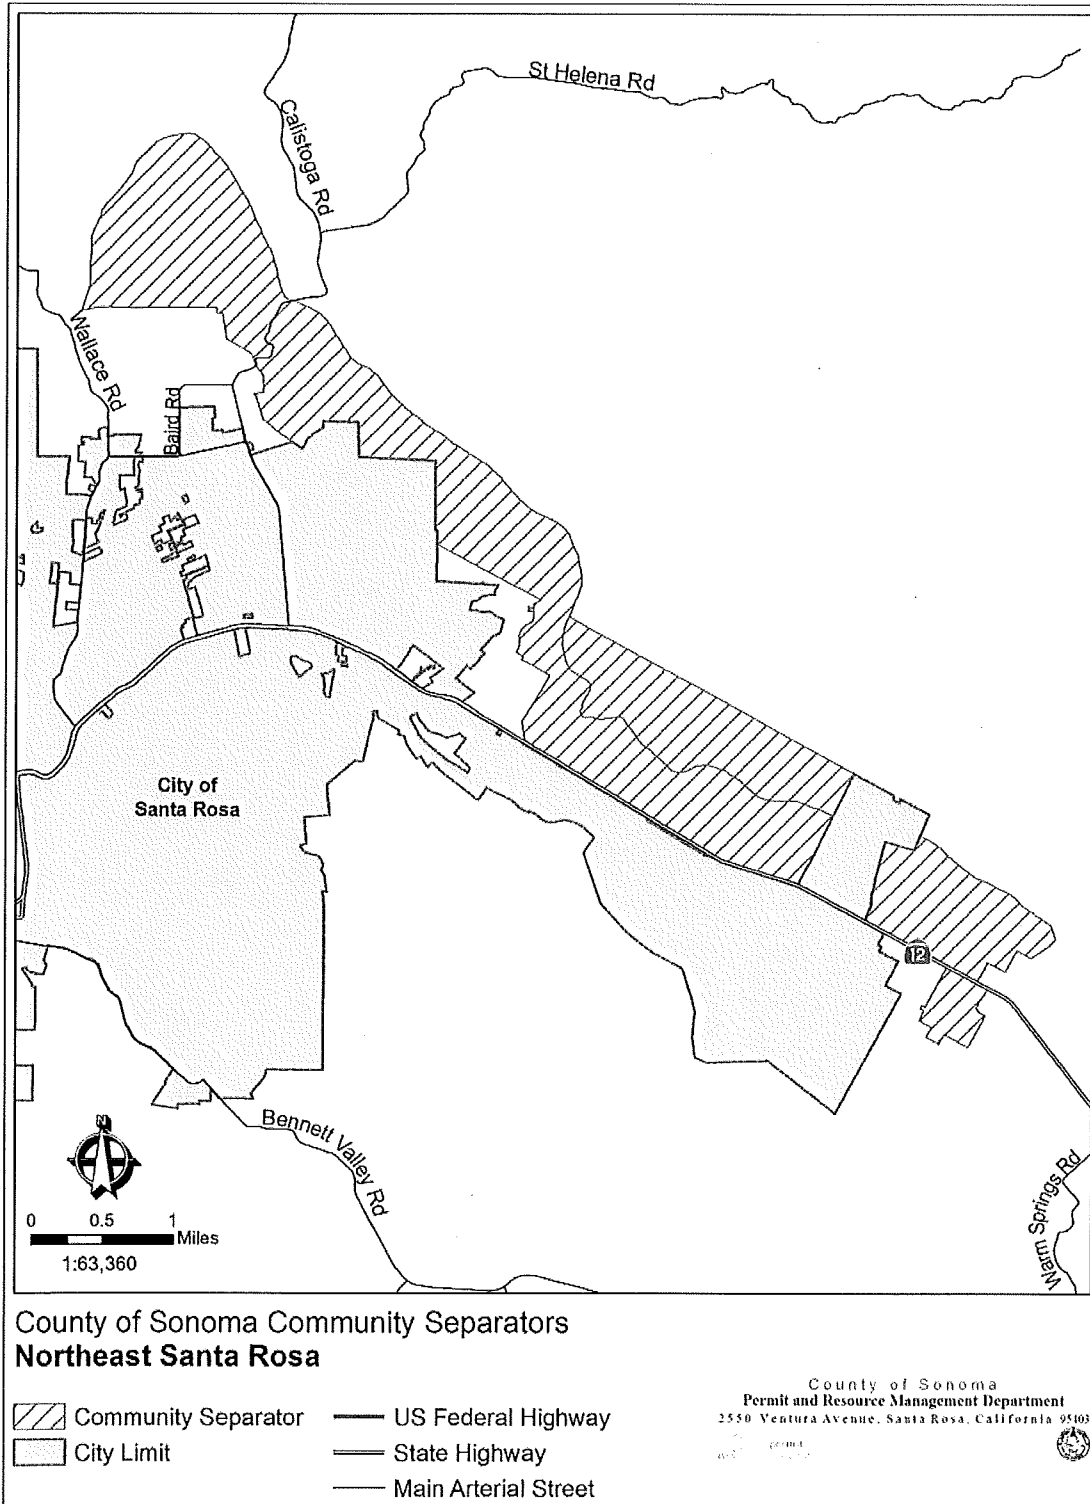 St Helena Rd
Calistoga Rd
Wallace Rd
Baird Rd
City of
Santa Rosa
12
N
Bennett Valley Rd
Warm Springs Rd
0 0.5 1
Miles
1:63,360
County of Sonoma Community Separators
Northeast Santa Rosa
Community Separator
City Limit
US Federal Highway
State Highway
Main Arterial Street
County of Sonoma
Permit and Resource Management Department
2550 Ventura Avenue, Santa Rosa, California 95403